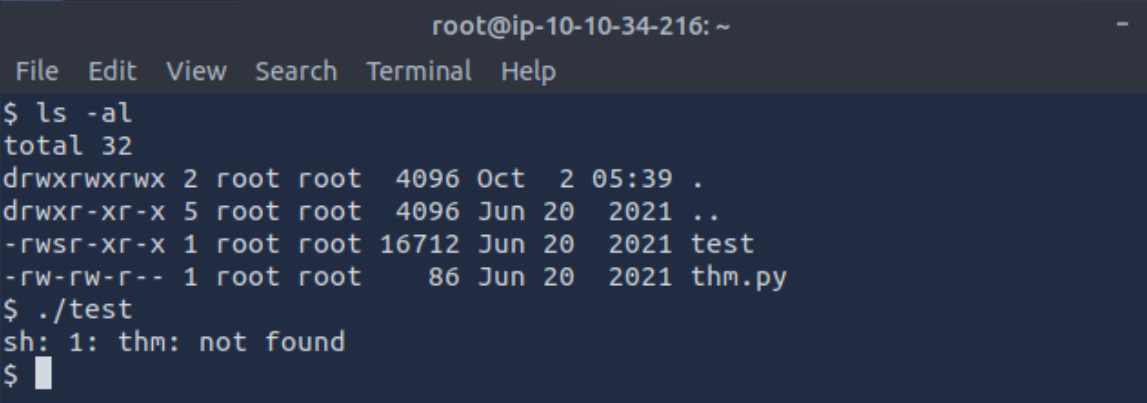 root@ip-10-10-34-216: ~
File Edit View Search Terminal Help
$ ls -al
total 32
drwxrwxrwx 2 root root  4096 Oct  2 05:39 .
drwxr-xr-x 5 root root  4096 Jun 20  2021 ..
-rwsr-xr-x 1 root root 16712 Jun 20  2021 test
-rw-rw-r-- 1 root root    86 Jun 20  2021 thm.py
$ ./test
sh: 1: thm: not found
$